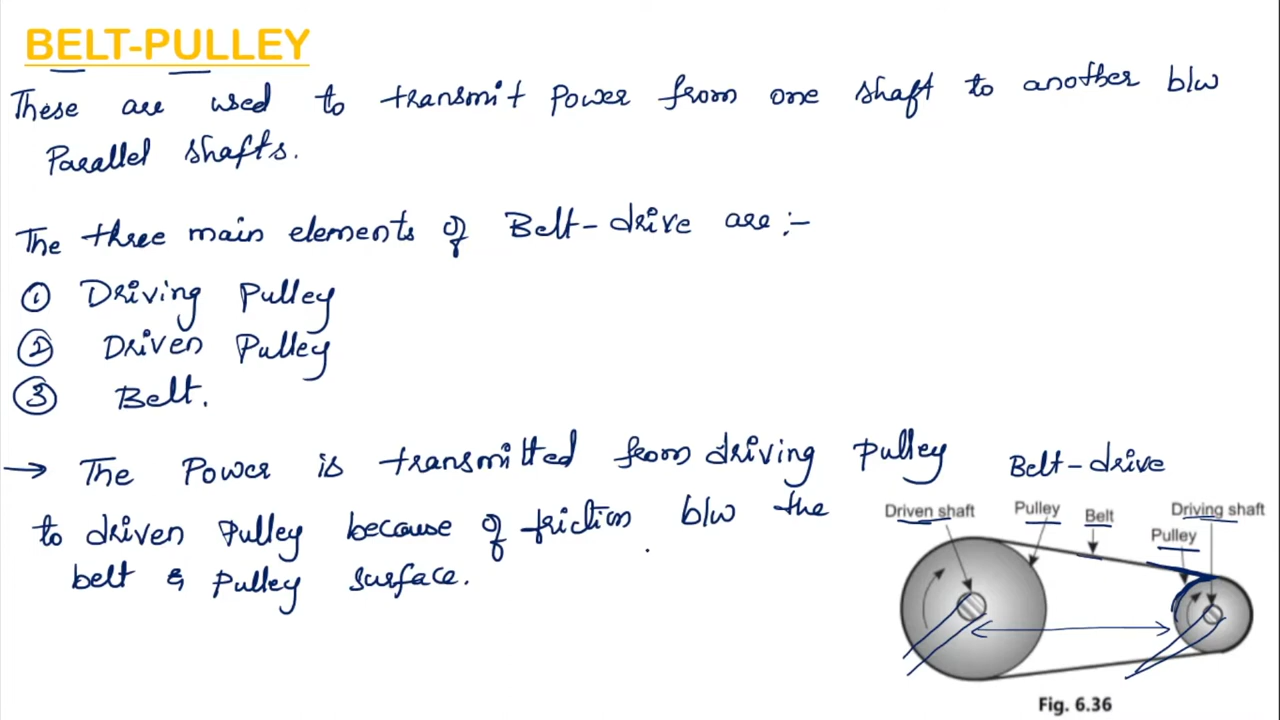 BELT-PULLEY
These are used to transmit Power from one shaft to another b/w
Parallel shafts.
The three main elements of Belt-drive are :-
① Driving Pulley
② Driven Pulley
③ Belt.
→ The Power is transmitted from driving pulley
to driven Pulley because of friction b/w the
belt & Pulley surface.
Belt-drive
Driven shaft
Pulley
Belt
Driving shaft
Pulley
Fig. 6.36